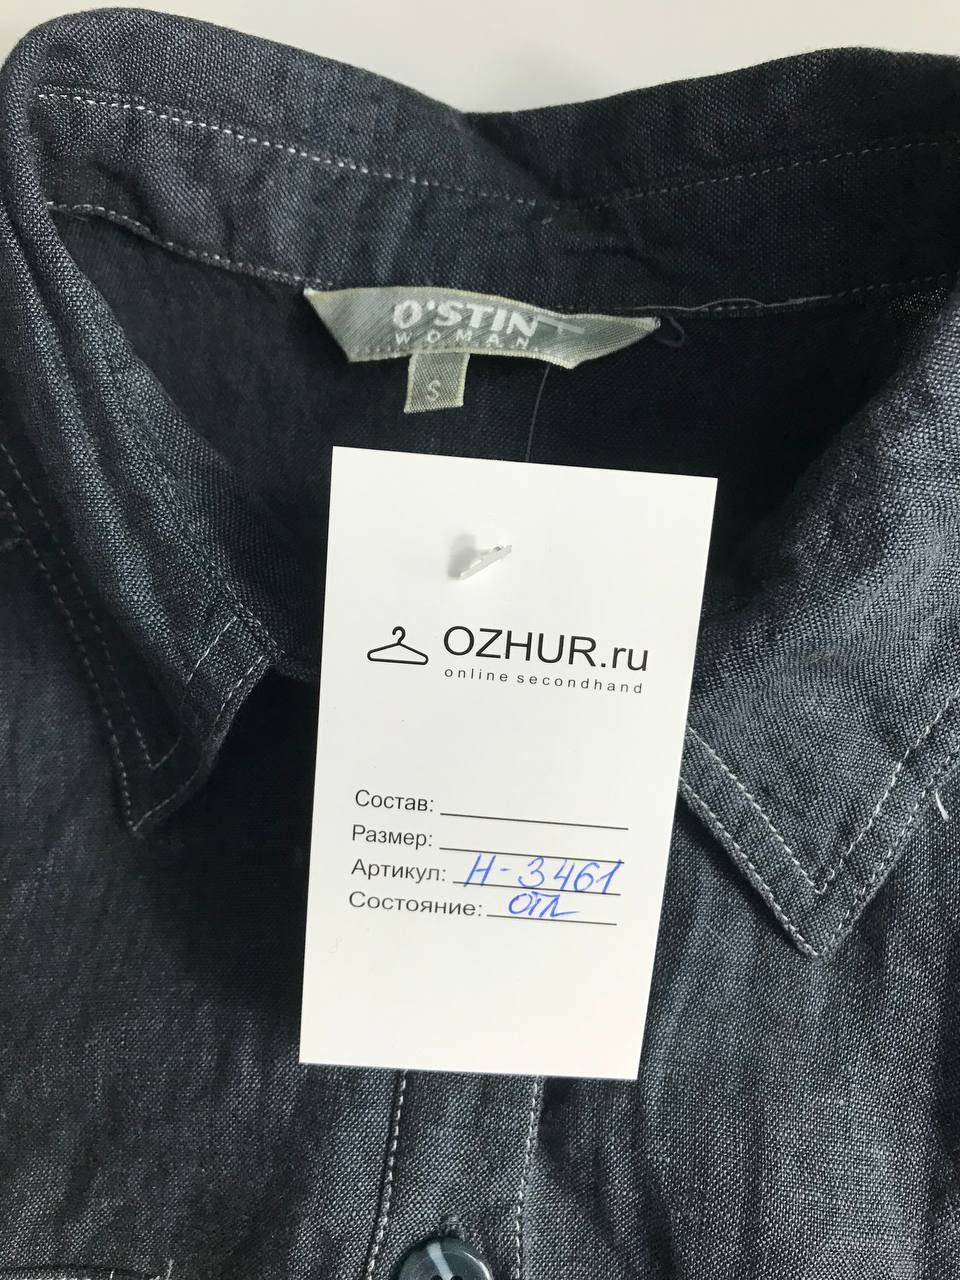 O'STIN
WOMAN
S
OZHUR.ru
online secondhand
Состав:
Размер:
Артикул: Н-3461
Состояние: отл